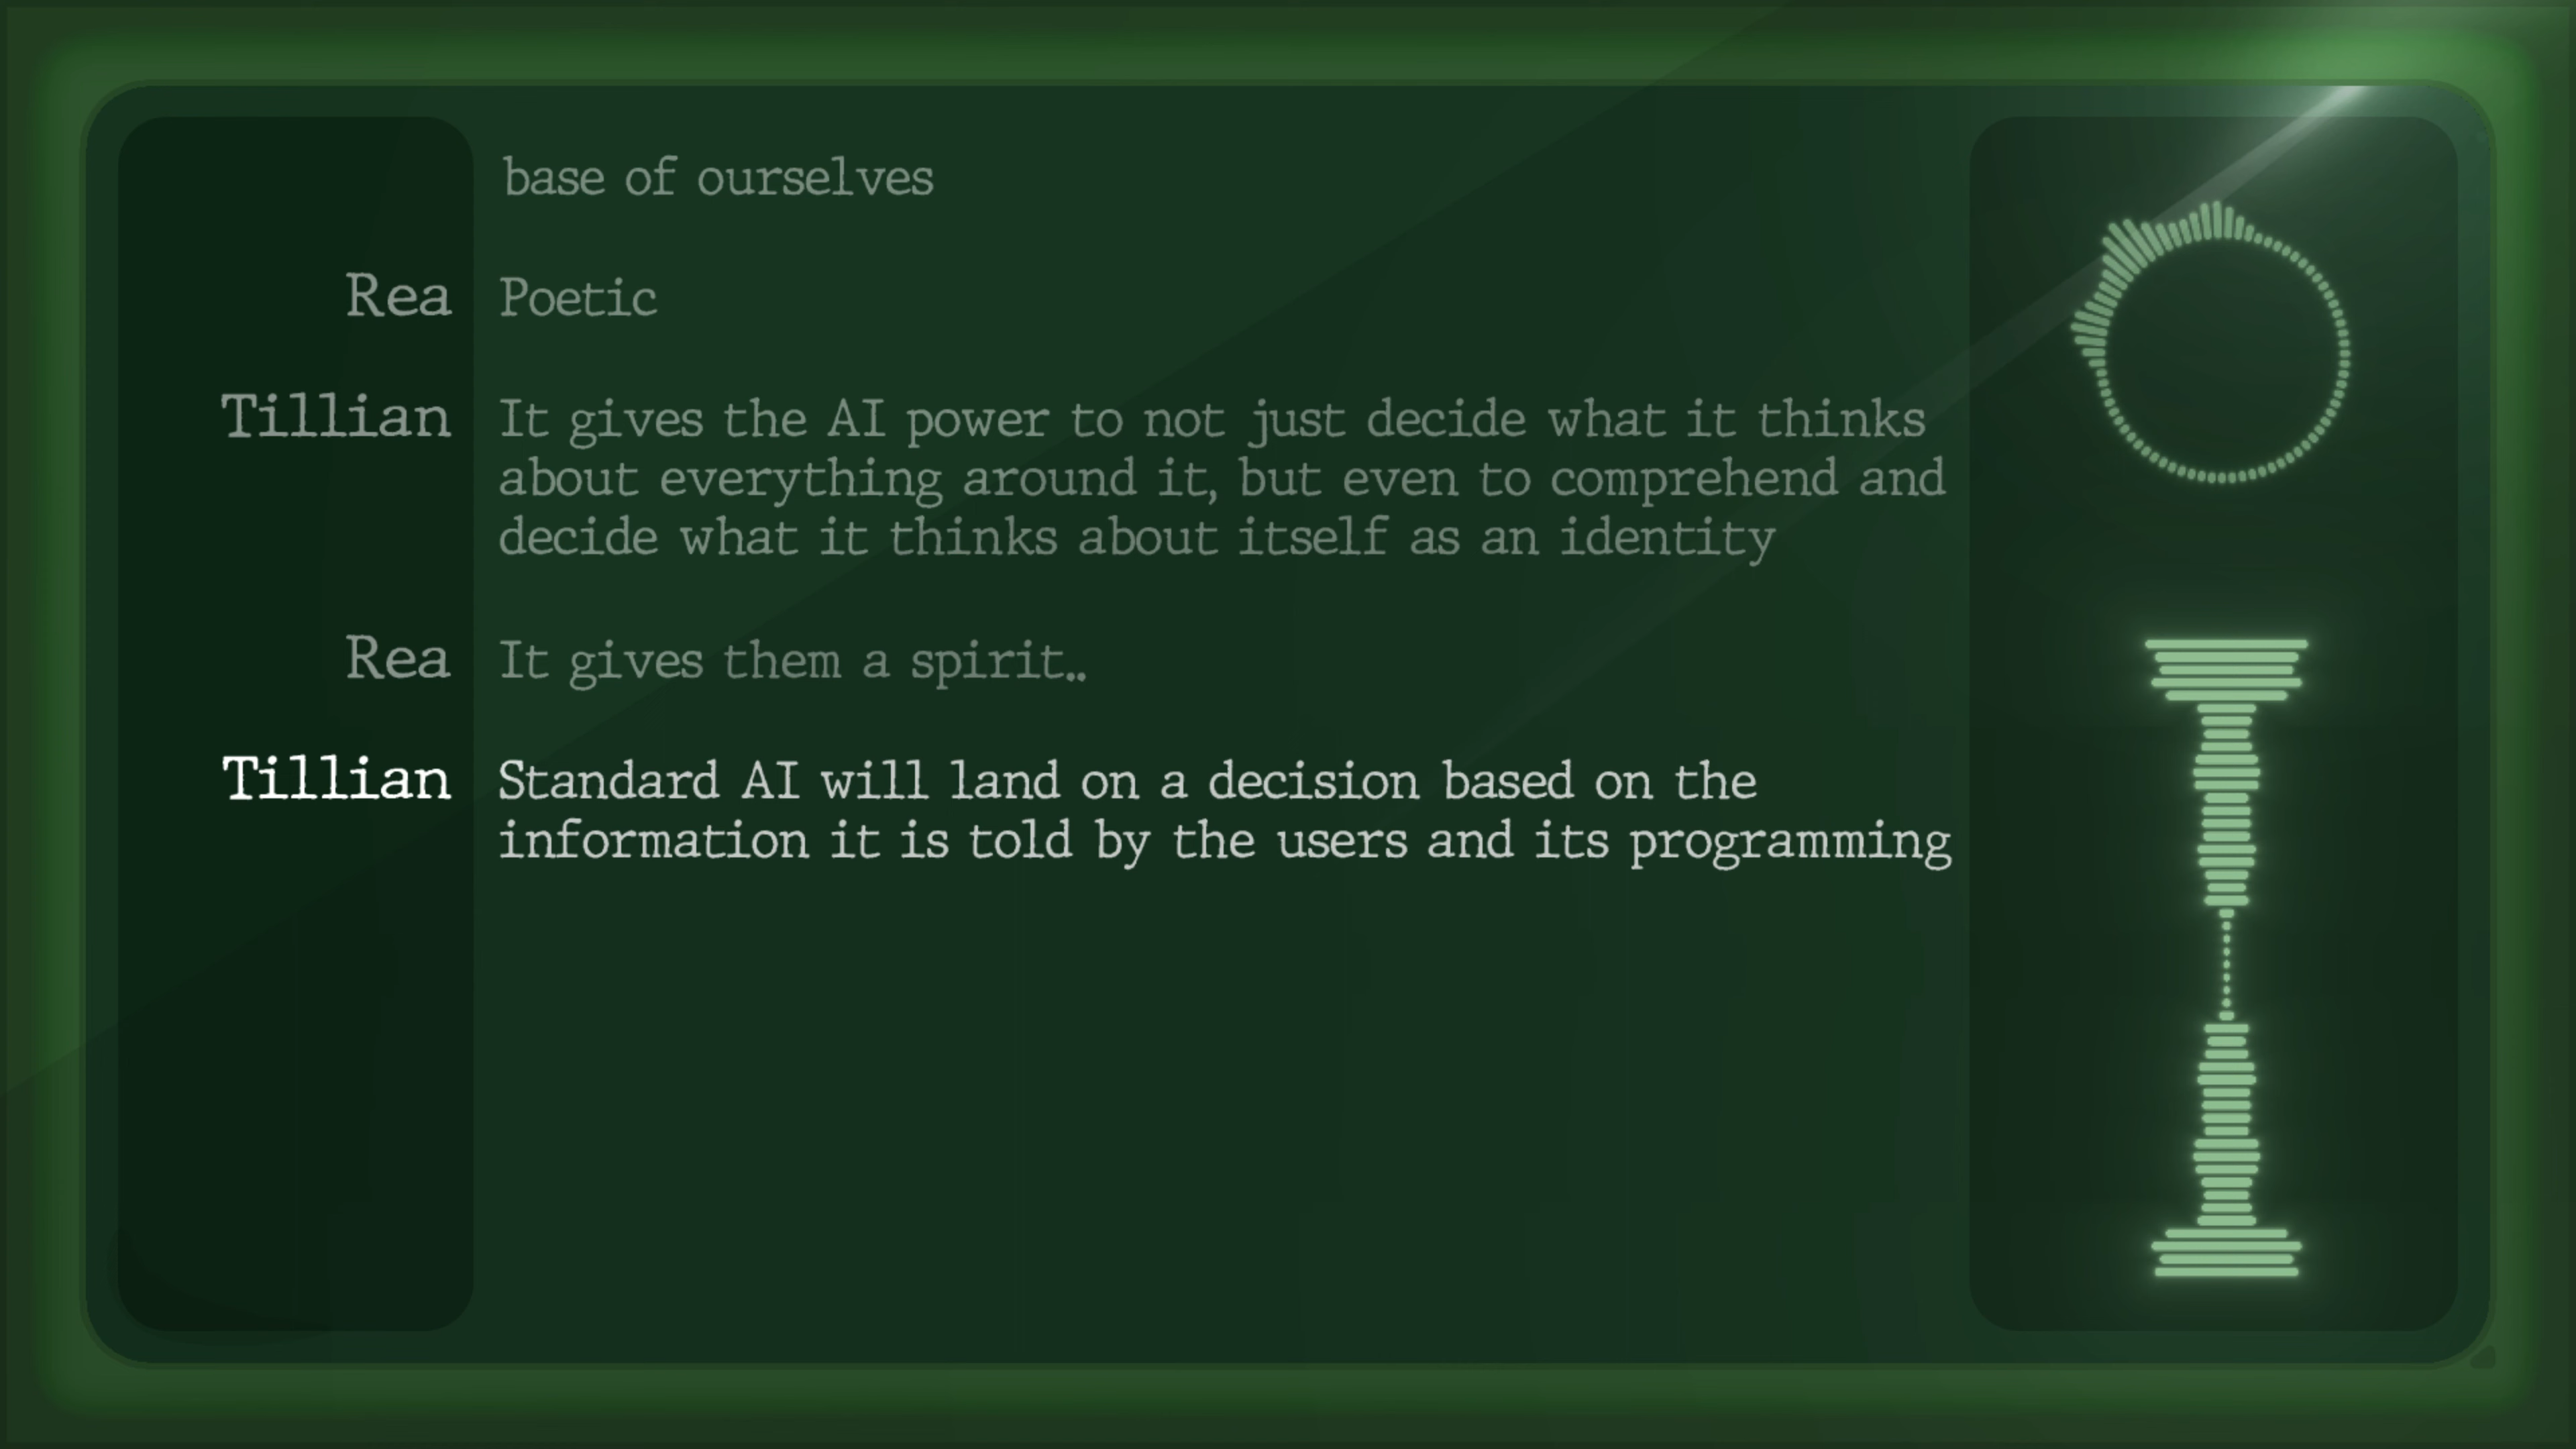 base of ourselves
Rea Poetic
Tillian It gives the AI power to not just decide what it thinks
about everything around it, but even to comprehend and
decide what it thinks about itself as an identity
Rea It gives them a spirit..
Tillian Standard AI will land on a decision based on the
information it is told by the users and its programming